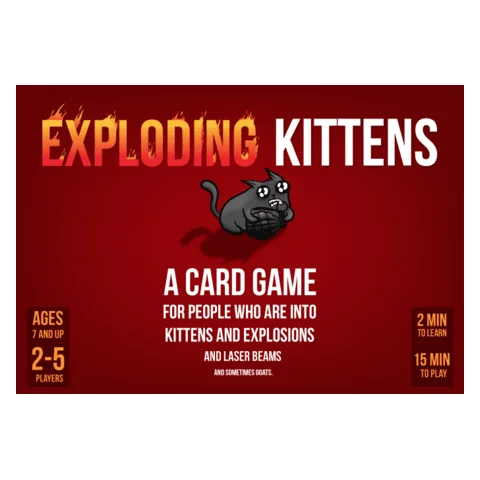 EXPLODING KITTENS
A CARD GAME
FOR PEOPLE WHO ARE INTO
KITTENS AND EXPLOSIONS
AND LASER BEAMS
AND SOMETIMES GOATS.
AGES
7 AND UP
2-5
PLAYERS
2 MIN
TO LEARN
15 MIN
TO PLAY